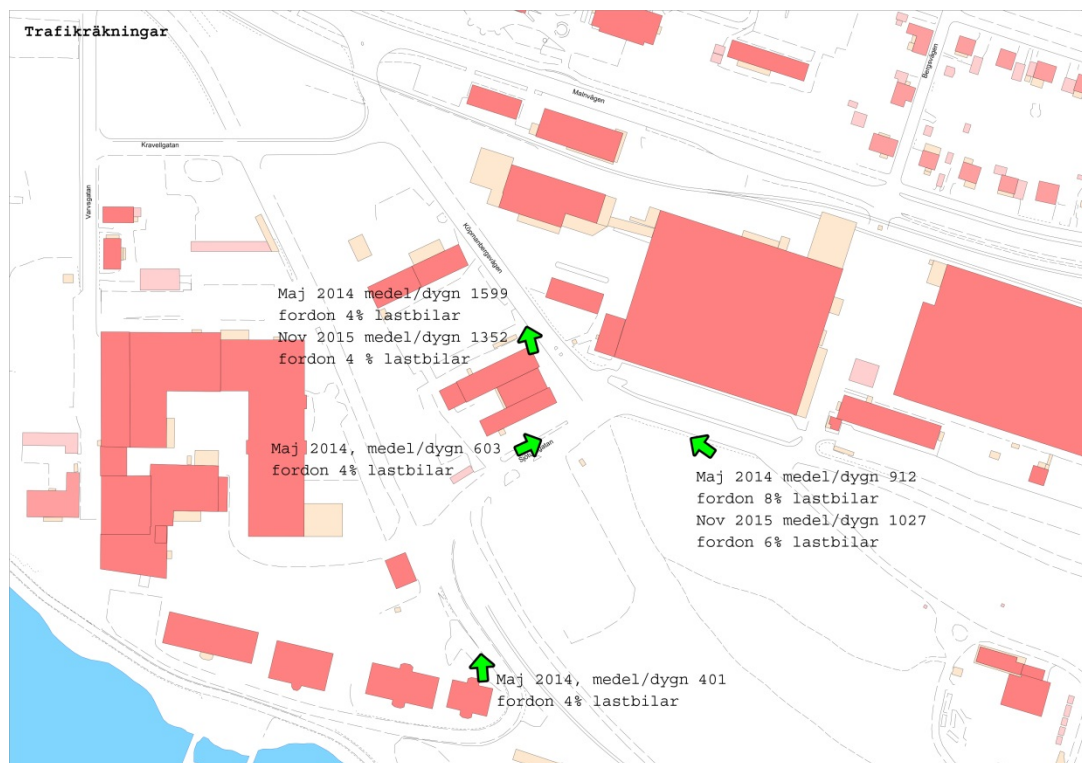 Trafikräkningar
Malnvägen
Bergsvägen
Kravellgatan
Varvsgatan
Köpmanbergsvägen
Maj 2014 medel/dygn 1599
fordon 4% lastbilar
Nov 2015 medel/dygn 1352
fordon 4 % lastbilar
Maj 2014, medel/dygn 603
fordon 4% lastbilar
Maj 2014 medel/dygn 912
fordon 8% lastbilar
Nov 2015 medel/dygn 1027
fordon 6% lastbilar
Maj 2014, medel/dygn 401
fordon 4% lastbilar